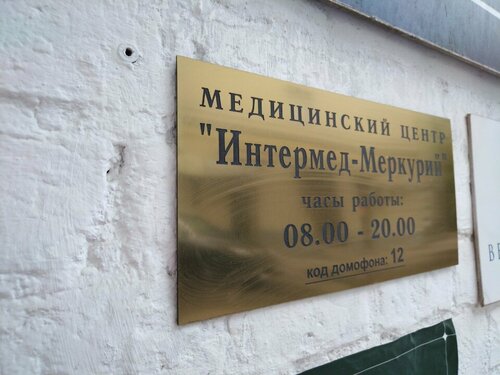 МЕДИЦИНСКИЙ ЦЕНТР
"Интермед-Меркурий"
часы работы:
08.00 - 20.00
код домофона: 12